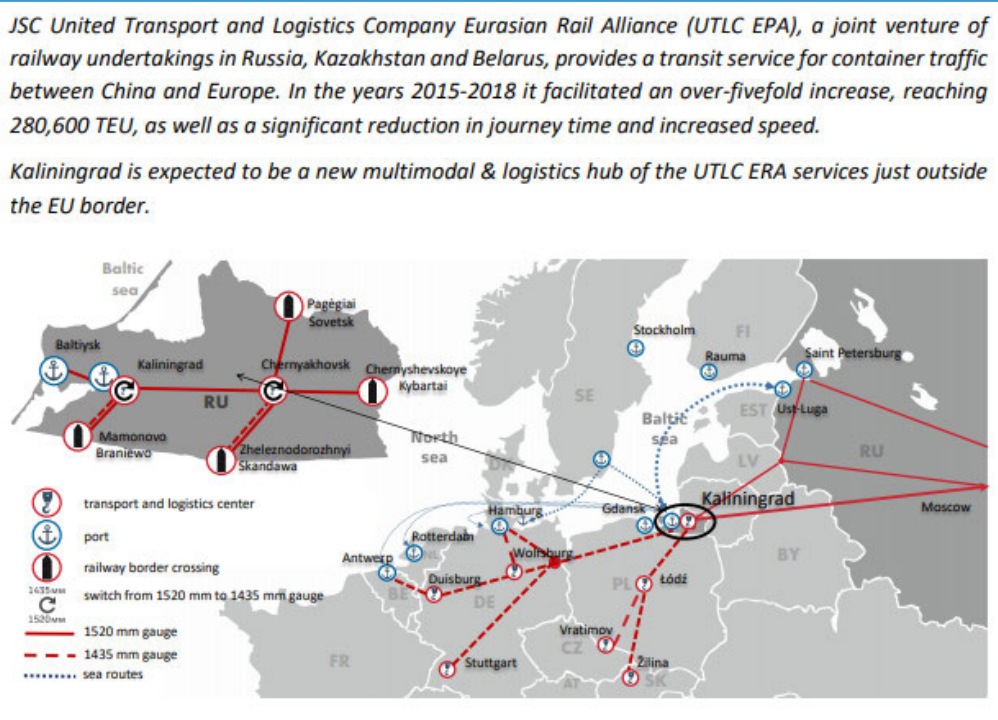 JSC United Transport and Logistics Company Eurasian Rail Alliance (UTLC EPA), a joint venture of
railway undertakings in Russia, Kazakhstan and Belarus, provides a transit service for container traffic
between China and Europe. In the years 2015-2018 it facilitated an over-fivefold increase, reaching
280,600 TEU, as well as a significant reduction in journey time and increased speed.
Kaliningrad is expected to be a new multimodal & logistics hub of the UTLC ERA services just outside
the EU border.
Baltic
sea
Pagėgiai
Sovetsk
Baltiysk
Kaliningrad
Chernyakhovsk
Chernyshevskoye
Kybartai
RU
Mamonovo
Braniewo
Zheleznodorozhnyi
Skandawa
North
sea
Stockholm
FI
Rauma
Saint Petersburg
SE
Baltic
sea
EST
Ust-Luga
LV
RU
DK
Moscow
Kaliningrad
Gdansk
Hamburg
Rotterdam
NL
Antwerp
Wolfsburg
Duisburg
BE
DE
PL
Łódź
BY
Vratimov
CZ
Stuttgart
Žilina
SK
FR
AT
transport and logistics center
port
railway border crossing
1435мм
switch from 1520 mm to 1435 mm gauge
1520мм
1520 mm gauge
1435 mm gauge
sea routes